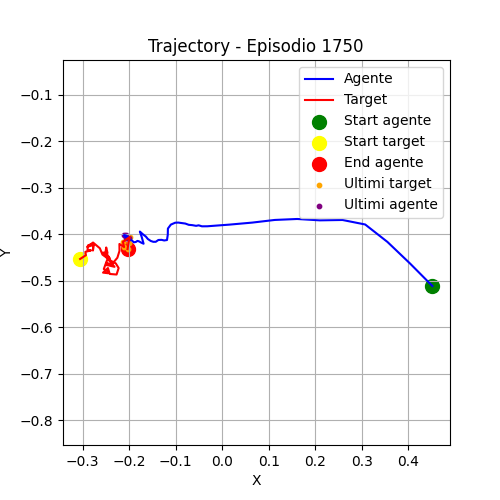 Trajectory - Episodio 1750
Agente
Target
Start agente
Start target
End agente
Ultimi target
Ultimi agente
−0.1
−0.2
−0.3
−0.4
−0.5
−0.6
−0.7
−0.8
Y
−0.3
−0.2
−0.1
0.0
0.1
0.2
0.3
0.4
X